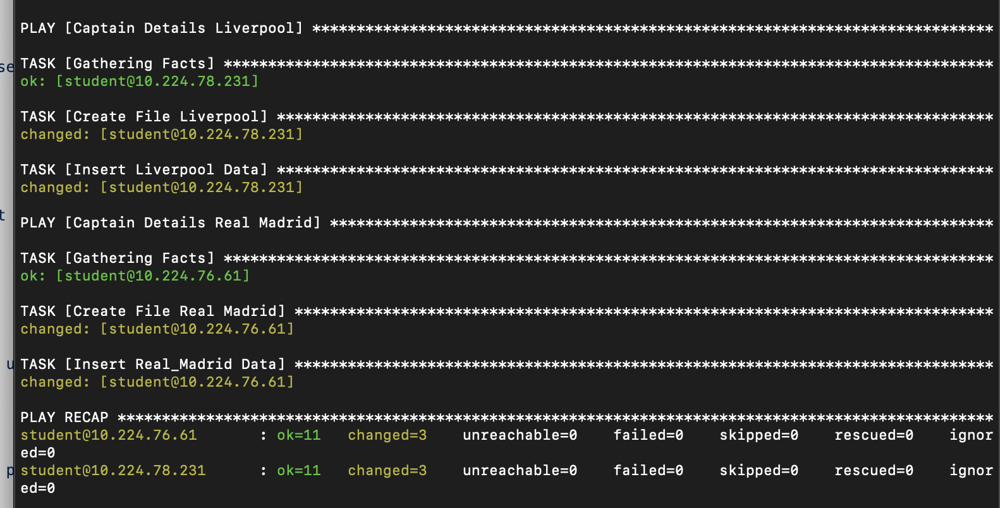 PLAY [Captain Details Liverpool] *****************************************************************************
TASK [Gathering Facts] ***************************************************************************************
se
ok: [student@10.224.78.231]
TASK [Create File Liverpool] *********************************************************************************
changed: [student@10.224.78.231]
TASK [Insert Liverpool Data] *********************************************************************************
changed: [student@10.224.78.231]
t
PLAY [Captain Details Real Madrid] ***************************************************************************
TASK [Gathering Facts] ***************************************************************************************
ok: [student@10.224.76.61]
TASK [Create File Real Madrid] *******************************************************************************
changed: [student@10.224.76.61]
u
TASK [Insert Real_Madrid Data] *******************************************************************************
changed: [student@10.224.76.61]
PLAY RECAP ***************************************************************************************************
student@10.224.76.61       : ok=11   changed=3    unreachable=0    failed=0    skipped=0    rescued=0    ignor
ed=0
p
student@10.224.78.231      : ok=11   changed=3    unreachable=0    failed=0    skipped=0    rescued=0    ignor
ed=0